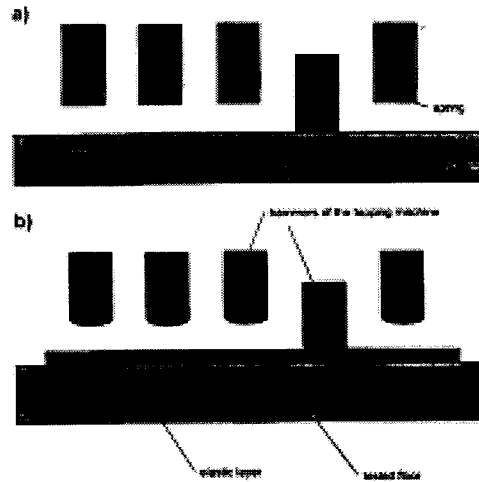 a)
spring
b)
hammers of the tapping machine
elastic layer
tested floor